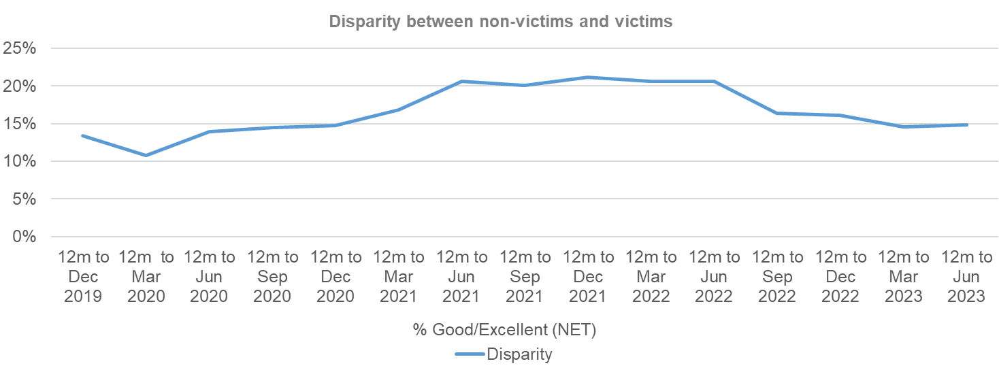 Disparity between non-victims and victims
25%
20%
15%
10%
5%
0%
12m to Dec 2019
12m to Mar 2020
12m to Jun 2020
12m to Sep 2020
12m to Dec 2020
12m to Mar 2021
12m to Jun 2021
12m to Sep 2021
12m to Dec 2021
12m to Mar 2022
12m to Jun 2022
12m to Sep 2022
12m to Dec 2022
12m to Mar 2023
12m to Jun 2023
% Good/Excellent (NET)
Disparity